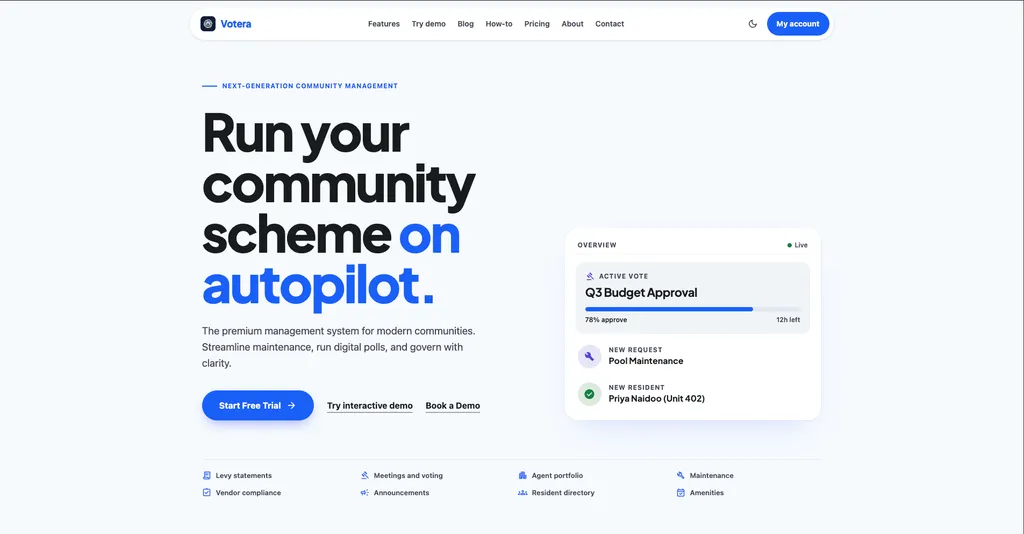 Votera
Features Try demo Blog How-to Pricing About Contact
My account
NEXT-GENERATION COMMUNITY MANAGEMENT
Run your
community
scheme on
autopilot.
The premium management system for modern communities.
Streamline maintenance, run digital polls, and govern with
clarity.
Start Free Trial
Try interactive demo
Book a Demo
OVERVIEW
Live
ACTIVE VOTE
Q3 Budget Approval
78% approve
12h left
NEW REQUEST
Pool Maintenance
NEW RESIDENT
Priya Naidoo (Unit 402)
Levy statements
Meetings and voting
Agent portfolio
Maintenance
Vendor compliance
Announcements
Resident directory
Amenities